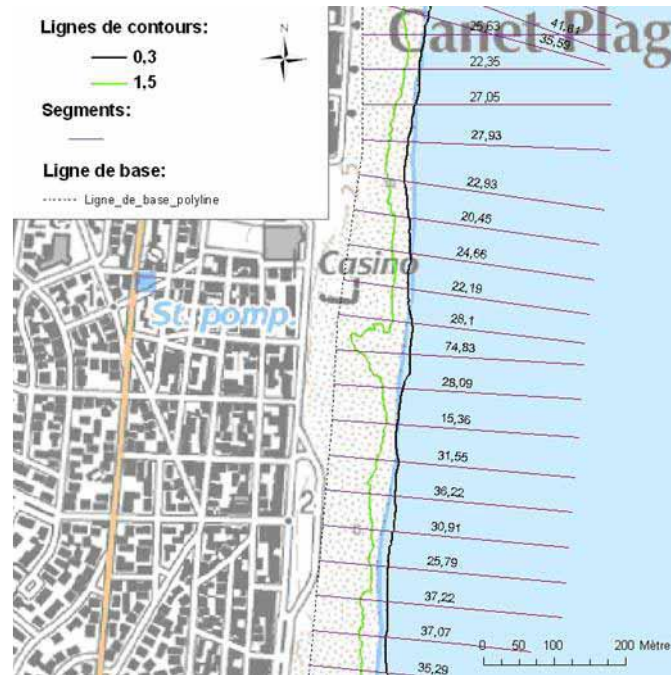 Lignes de contours:
0,3
1,5
Segments:
Ligne de base:
Ligne_de_base_polyline
N
Canet Plag
25,63
41,61
35,59
22,35
27,05
27,93
22,93
20,45
24,66
Casino
22,19
St. pomp.
28,1
74,83
28,09
15,36
31,55
36,22
2
30,91
25,79
37,22
37,07
35,29
0 50 100 200 Mètre